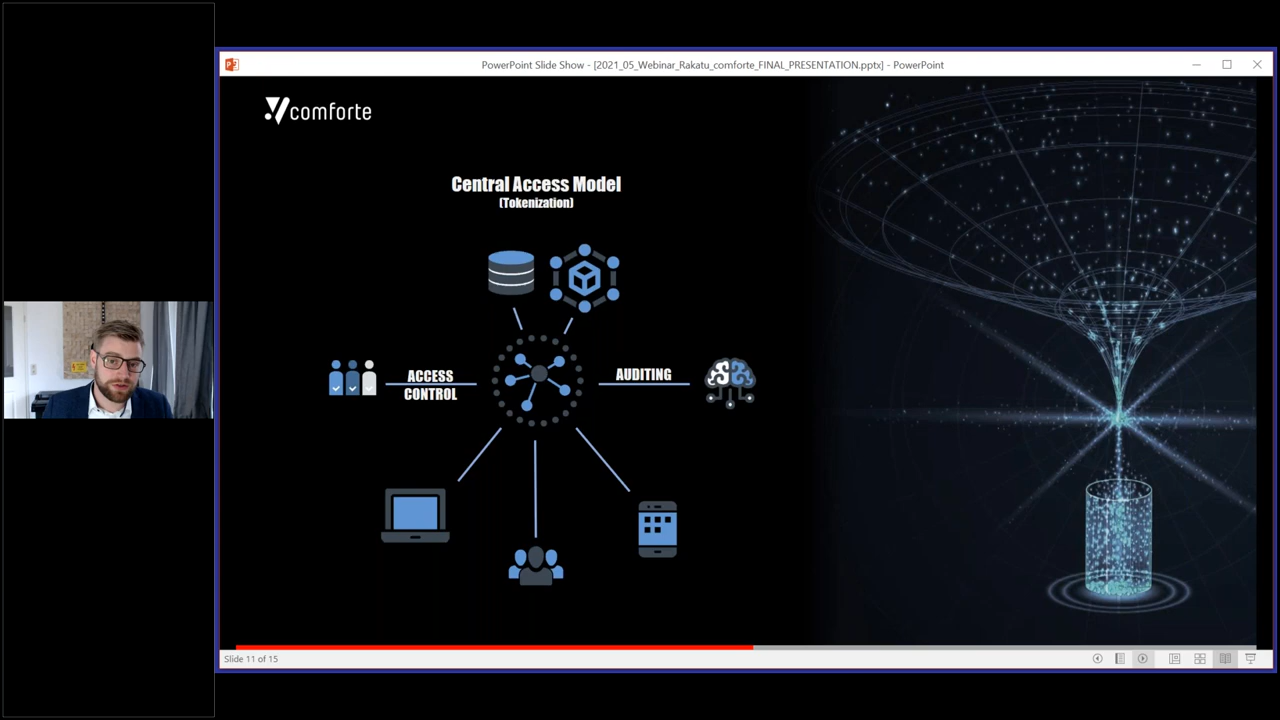 PowerPoint Slide Show - [2021_05_Webinar_Rakatu_comforte_FINAL_PRESENTATION.pptx] - PowerPoint
comforte
Central Access Model
(Tokenization)
ACCESS
CONTROL
AUDITING
Slide 11 of 15